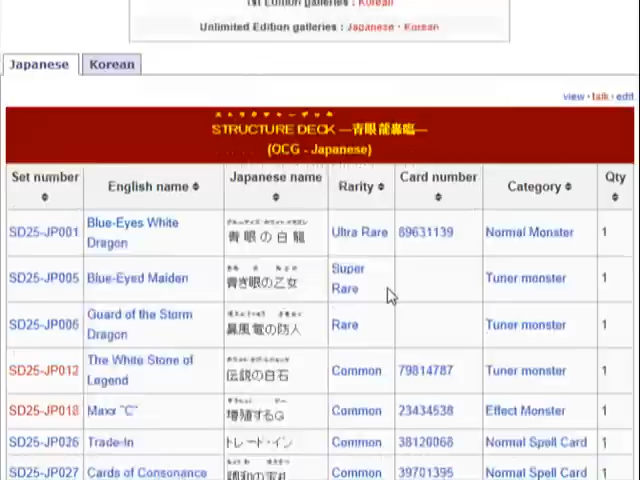 1st Edition galleries : Korean
Unlimited Edition galleries : Japanese · Korean
Japanese
Korean
view · talk · edit
STRUCTURE DECK —青眼龍轟臨—
(OCG - Japanese)
Set number English name Japanese name Rarity Card number Category Qty
SD25-JP001 Blue-Eyes White Dragon 青眼の白龍 Ultra Rare 89631139 Normal Monster 1
SD25-JP005 Blue-Eyed Maiden 青き眼の乙女 Super Rare Tuner monster 1
SD25-JP006 Guard of the Storm Dragon の防人 Rare Tuner monster 1
SD25-JP012 The White Stone of Legend 伝説の白石 Common 79814787 Tuner monster 1
SD25-JP018 Maxx "C" 増殖するG Common 23434538 Effect Monster 1
SD25-JP026 Trade-In トレード・イン Common 38120068 Normal Spell Card 1
SD25-JP027 Cards of Consonance 調和の宝札 Common 39701395 Normal Spell Card 1